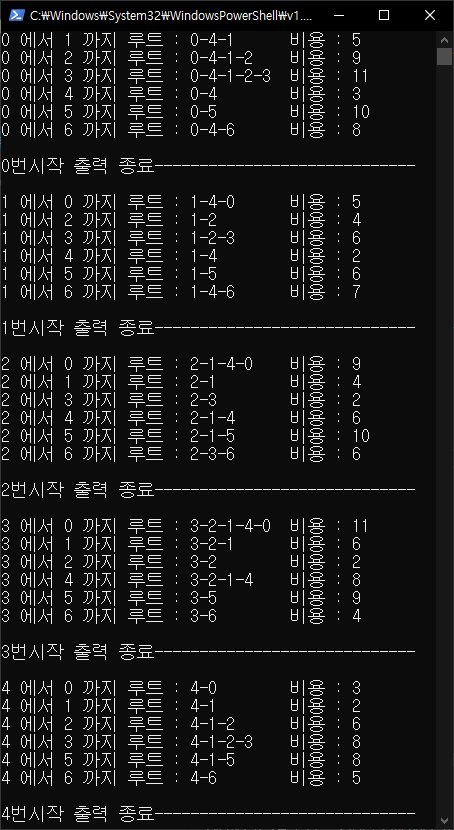 C:₩Windows₩System32₩WindowsPowerShell₩v1....
0 에서 1 까지 루트 : 0-4-1 비용 : 5
0 에서 2 까지 루트 : 0-4-1-2 비용 : 9
0 에서 3 까지 루트 : 0-4-1-2-3 비용 : 11
0 에서 4 까지 루트 : 0-4 비용 : 3
0 에서 5 까지 루트 : 0-5 비용 : 10
0 에서 6 까지 루트 : 0-4-6 비용 : 8
0번시작 출력 종료-----------------------------
1 에서 0 까지 루트 : 1-4-0 비용 : 5
1 에서 2 까지 루트 : 1-2 비용 : 4
1 에서 3 까지 루트 : 1-2-3 비용 : 6
1 에서 4 까지 루트 : 1-4 비용 : 2
1 에서 5 까지 루트 : 1-5 비용 : 6
1 에서 6 까지 루트 : 1-4-6 비용 : 7
1번시작 출력 종료-----------------------------
2 에서 0 까지 루트 : 2-1-4-0 비용 : 9
2 에서 1 까지 루트 : 2-1 비용 : 4
2 에서 3 까지 루트 : 2-3 비용 : 2
2 에서 4 까지 루트 : 2-1-4 비용 : 6
2 에서 5 까지 루트 : 2-1-5 비용 : 10
2 에서 6 까지 루트 : 2-3-6 비용 : 6
2번시작 출력 종료-----------------------------
3 에서 0 까지 루트 : 3-2-1-4-0 비용 : 11
3 에서 1 까지 루트 : 3-2-1 비용 : 6
3 에서 2 까지 루트 : 3-2 비용 : 2
3 에서 4 까지 루트 : 3-2-1-4 비용 : 8
3 에서 5 까지 루트 : 3-5 비용 : 9
3 에서 6 까지 루트 : 3-6 비용 : 4
3번시작 출력 종료-----------------------------
4 에서 0 까지 루트 : 4-0 비용 : 3
4 에서 1 까지 루트 : 4-1 비용 : 2
4 에서 2 까지 루트 : 4-1-2 비용 : 6
4 에서 3 까지 루트 : 4-1-2-3 비용 : 8
4 에서 5 까지 루트 : 4-1-5 비용 : 8
4 에서 6 까지 루트 : 4-6 비용 : 5
4번시작 출력 종료-----------------------------